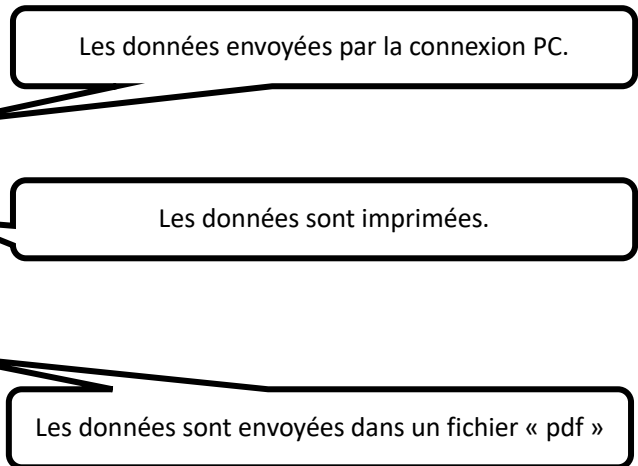 Les données envoyées par la connexion PC.
Les données sont imprimées.
Les données sont envoyées dans un fichier « pdf »